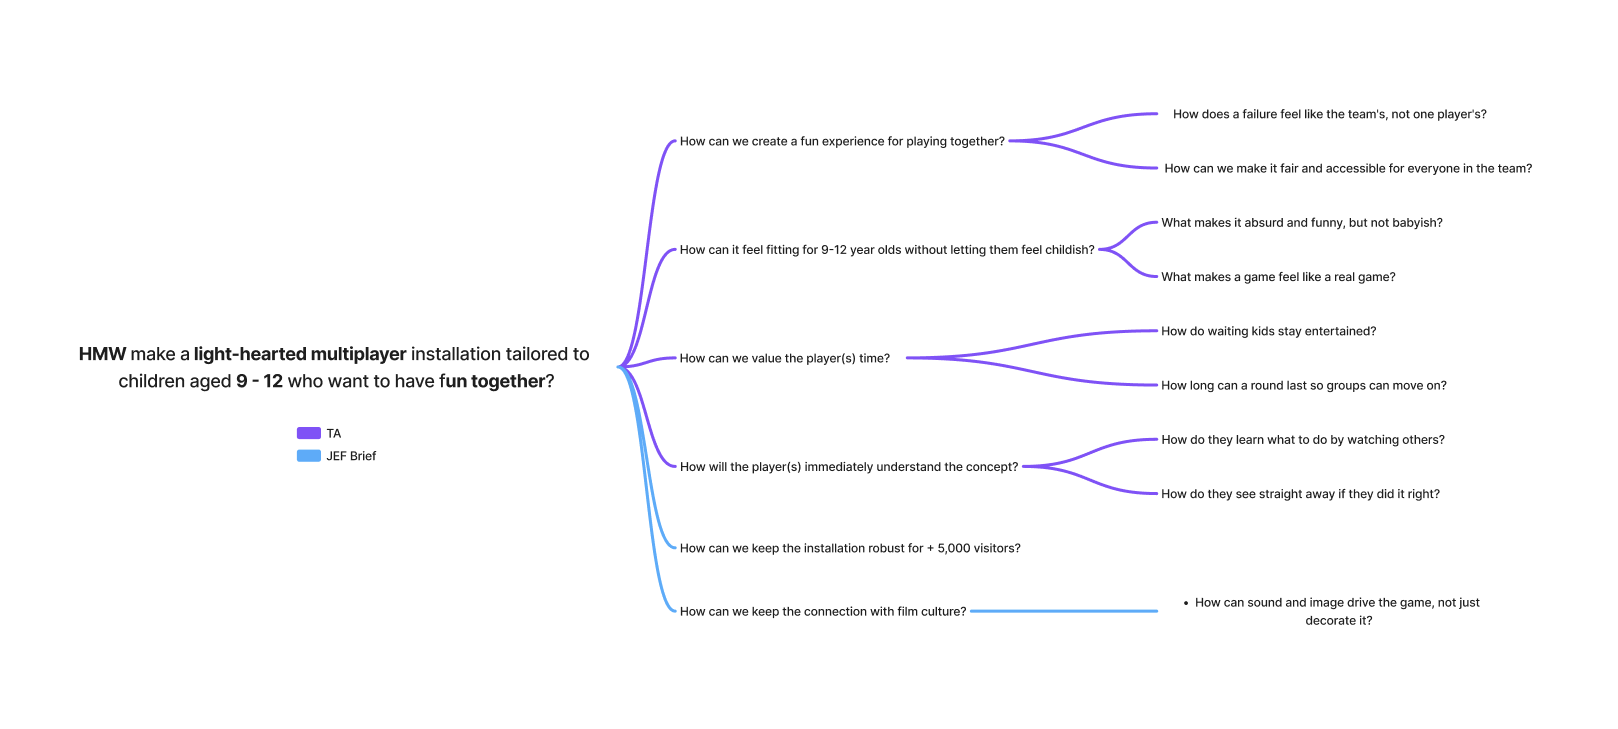 HMW make a light-hearted multiplayer installation tailored to
children aged 9 - 12 who want to have fun together?
TA
JEF Brief
How can we create a fun experience for playing together?
How does a failure feel like the team's, not one player's?
How can we make it fair and accessible for everyone in the team?
How can it feel fitting for 9-12 year olds without letting them feel childish?
What makes it absurd and funny, but not babyish?
What makes a game feel like a real game?
How can we value the player(s) time?
How do waiting kids stay entertained?
How long can a round last so groups can move on?
How will the player(s) immediately understand the concept?
How do they learn what to do by watching others?
How do they see straight away if they did it right?
How can we keep the installation robust for + 5,000 visitors?
How can we keep the connection with film culture?
• How can sound and image drive the game, not just
decorate it?